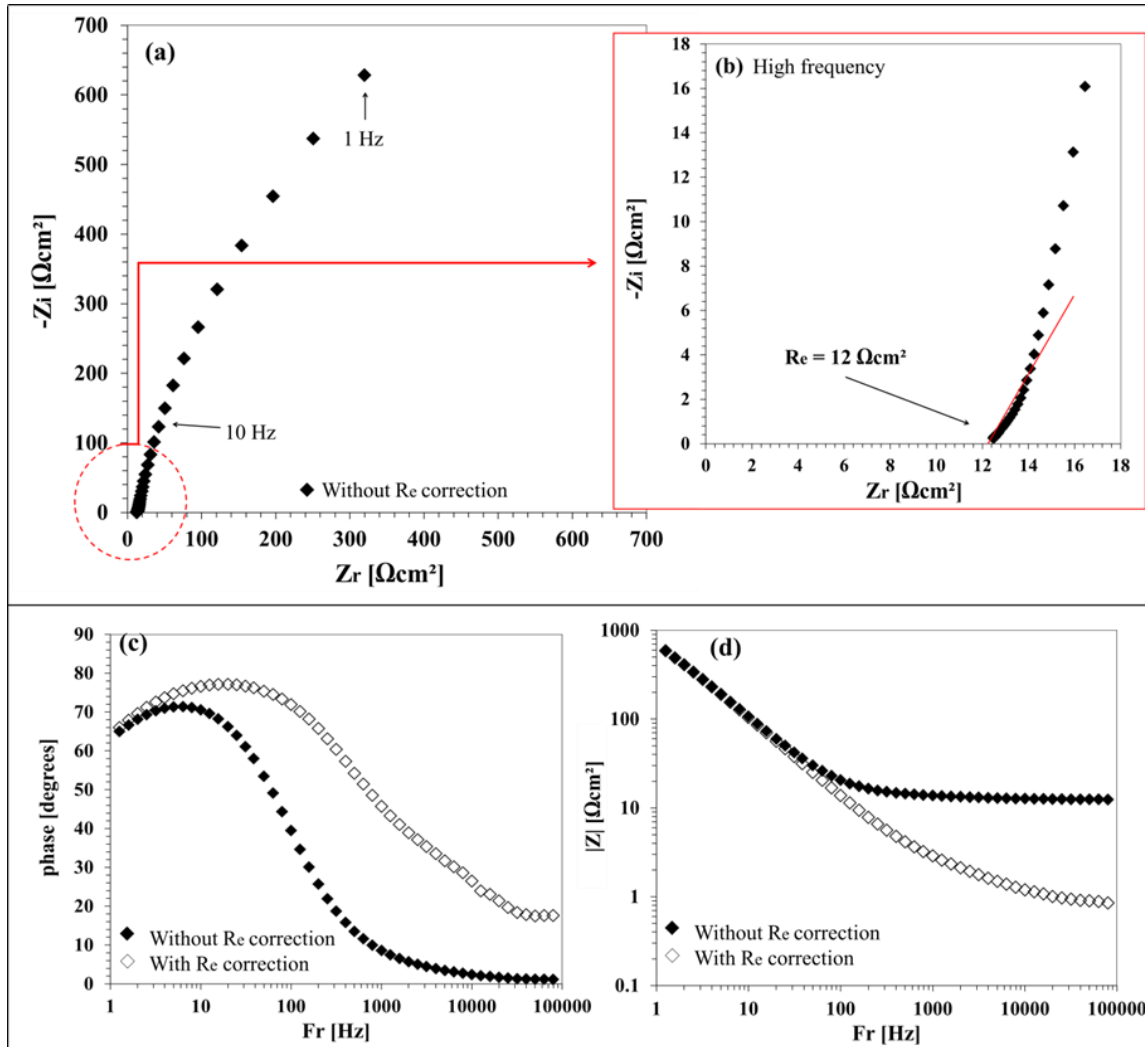 (a)
700
600
500
400
300
200
100
0
-Zi [Ωcm²]
1 Hz
10 Hz
Without Re correction
0 100 200 300 400 500 600 700
Zr [Ωcm²]
(b) High frequency
18
16
14
12
10
8
6
4
2
0
-Zi [Ωcm²]
Re = 12 Ωcm²
0 2 4 6 8 10 12 14 16 18
Zr [Ωcm²]
(c)
90
80
70
60
50
40
30
20
10
0
phase [degrees]
Without Re correction
With Re correction
1 10 100 1000 10000 100000
Fr [Hz]
(d)
1000
100
10
1
0.1
|Z| [Ωcm²]
Without Re correction
With Re correction
1 10 100 1000 10000 100000
Fr [Hz]